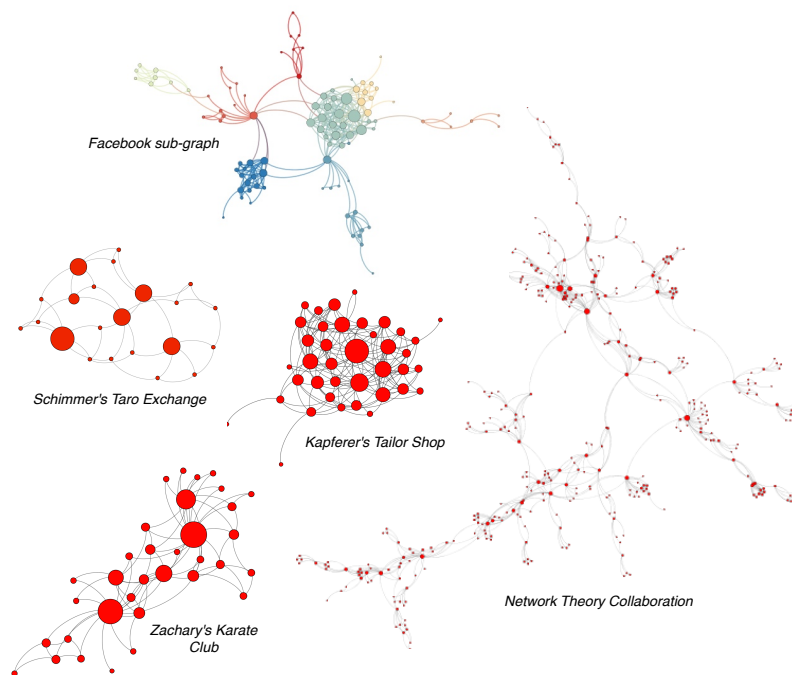 Facebook sub-graph
Schimmer's Taro Exchange
Kapferer's Tailor Shop
Network Theory Collaboration
Zachary's Karate
Club